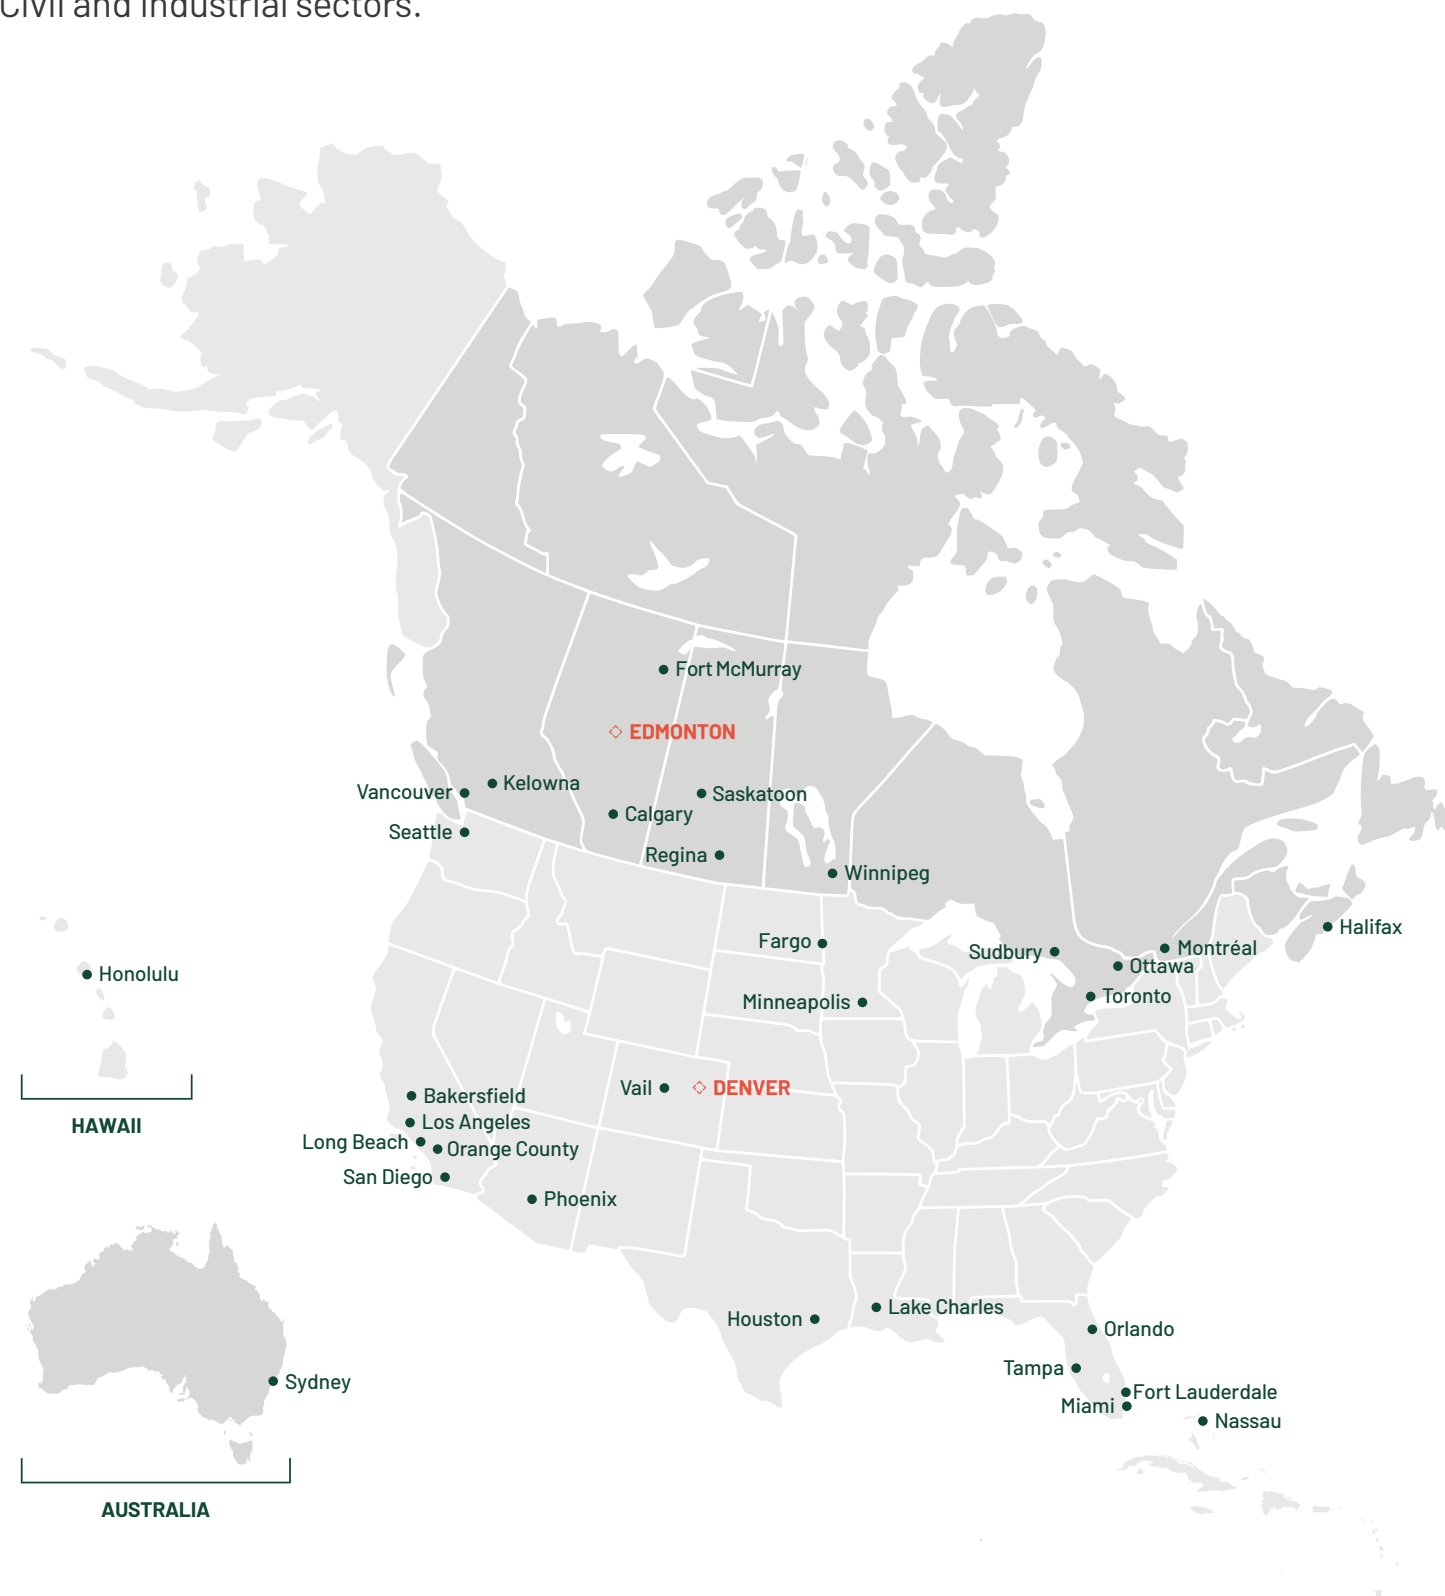 Civil and Industrial sectors.
Fort McMurray
EDMONTON
Kelowna
Vancouver
Saskatoon
Calgary
Seattle
Regina
Winnipeg
Halifax
Fargo
Sudbury
Montréal
Ottawa
Honolulu
Toronto
Minneapolis
Vail
DENVER
Bakersfield
Los Angeles
HAWAII
Long Beach
Orange County
San Diego
Phoenix
Lake Charles
Houston
Orlando
Tampa
Sydney
Fort Lauderdale
Miami
Nassau
AUSTRALIA